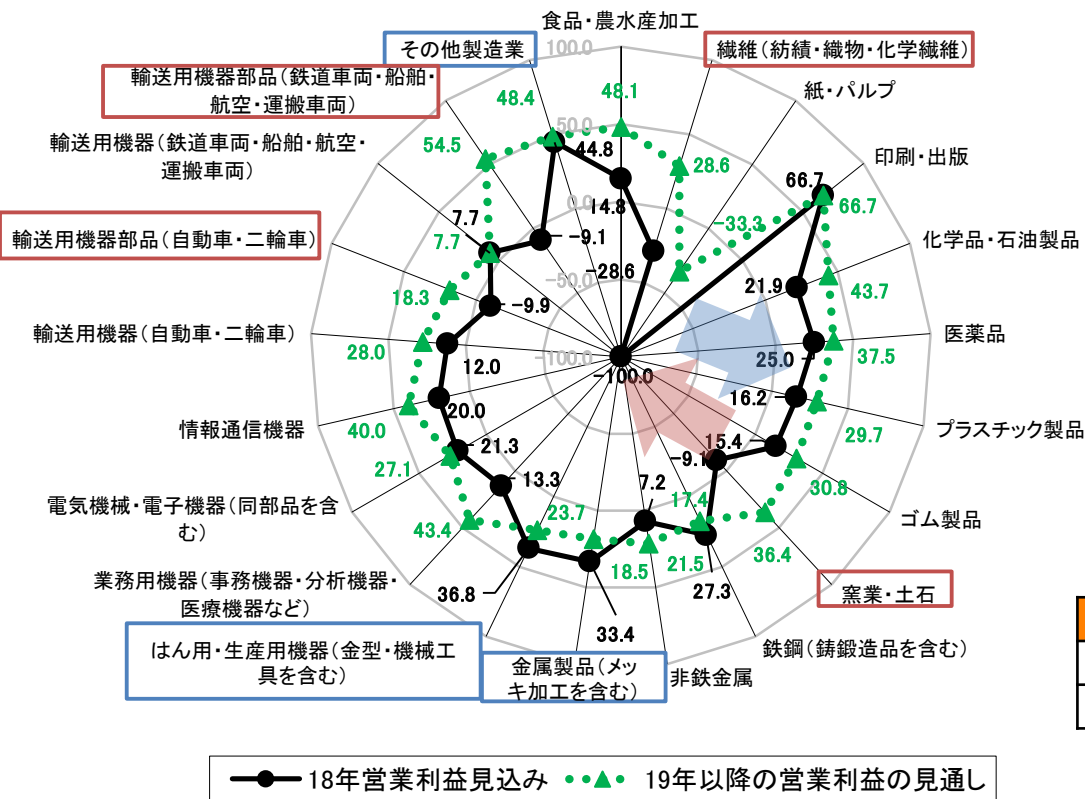 食品・農水産加工
その他製造業
繊維(紡績・織物・化学繊維)
輸送用機器部品(鉄道車両・船舶・
航空・運搬車両)
紙・パルプ
輸送用機器(鉄道車両・船舶・航空・
運搬車両)
印刷・出版
輸送用機器部品(自動車・二輪車)
化学品・石油製品
輸送用機器(自動車・二輪車)
医薬品
情報通信機器
プラスチック製品
電気機械・電子機器(同部品を含
む)
ゴム製品
業務用機器(事務機器・分析機器・
医療機器など)
窯業・土石
はん用・生産用機器(金型・機械工
具を含む)
金属製品(メッ
キ加工を含む)
非鉄金属
鉄鋼(鋳鍛造品を含む)
100.0
50.0
0.0
-50.0
-100.0
48.1
28.6
-33.3
66.7
43.7
37.5
29.7
30.8
36.4
21.5
17.4
18.5
23.7
43.4
27.1
40.0
28.0
18.3
7.7
54.5
48.4
14.8
-28.6
-100.0
66.7
21.9
25.0
16.2
15.4
-9.1
27.3
7.2
33.4
36.8
13.3
21.3
20.0
12.0
-9.9
7.7
-9.1
44.8
18年営業利益見込み
19年以降の営業利益の見通し